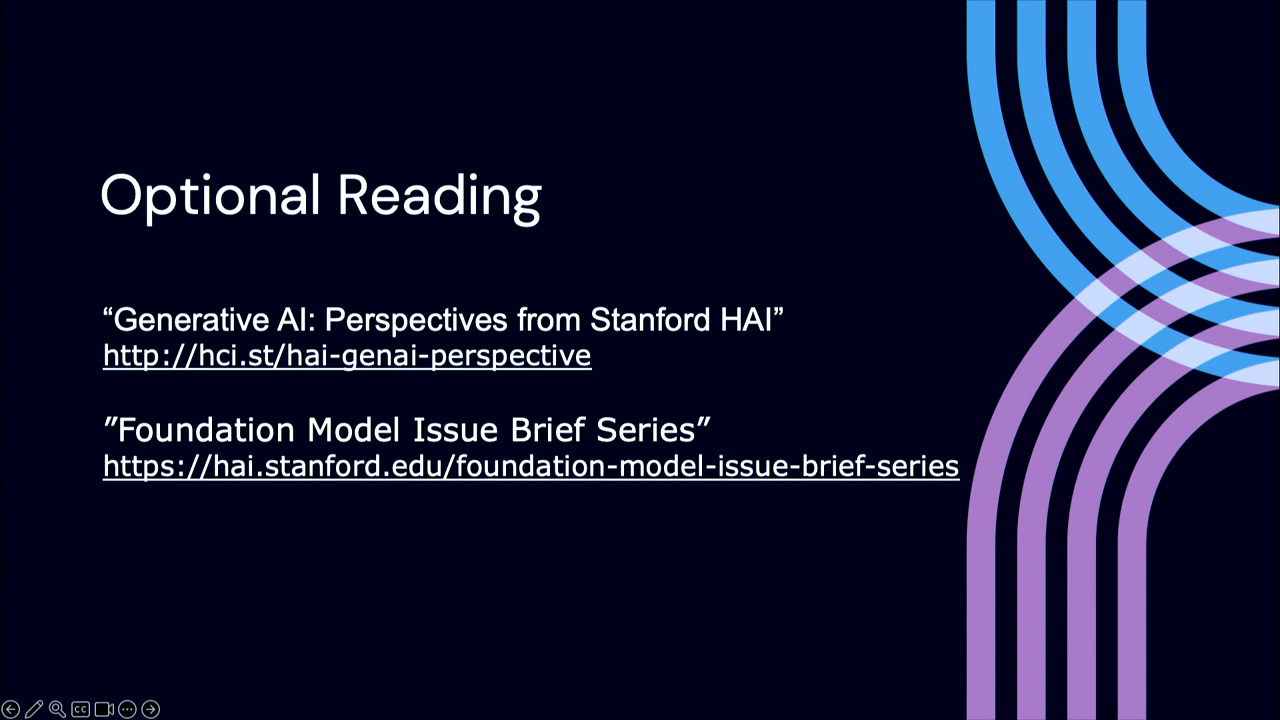 Optional Reading
“Generative AI: Perspectives from Stanford HAI”
http://hci.st/hai-genai-perspective
”Foundation Model Issue Brief Series”
https://hai.stanford.edu/foundation-model-issue-brief-series
CC